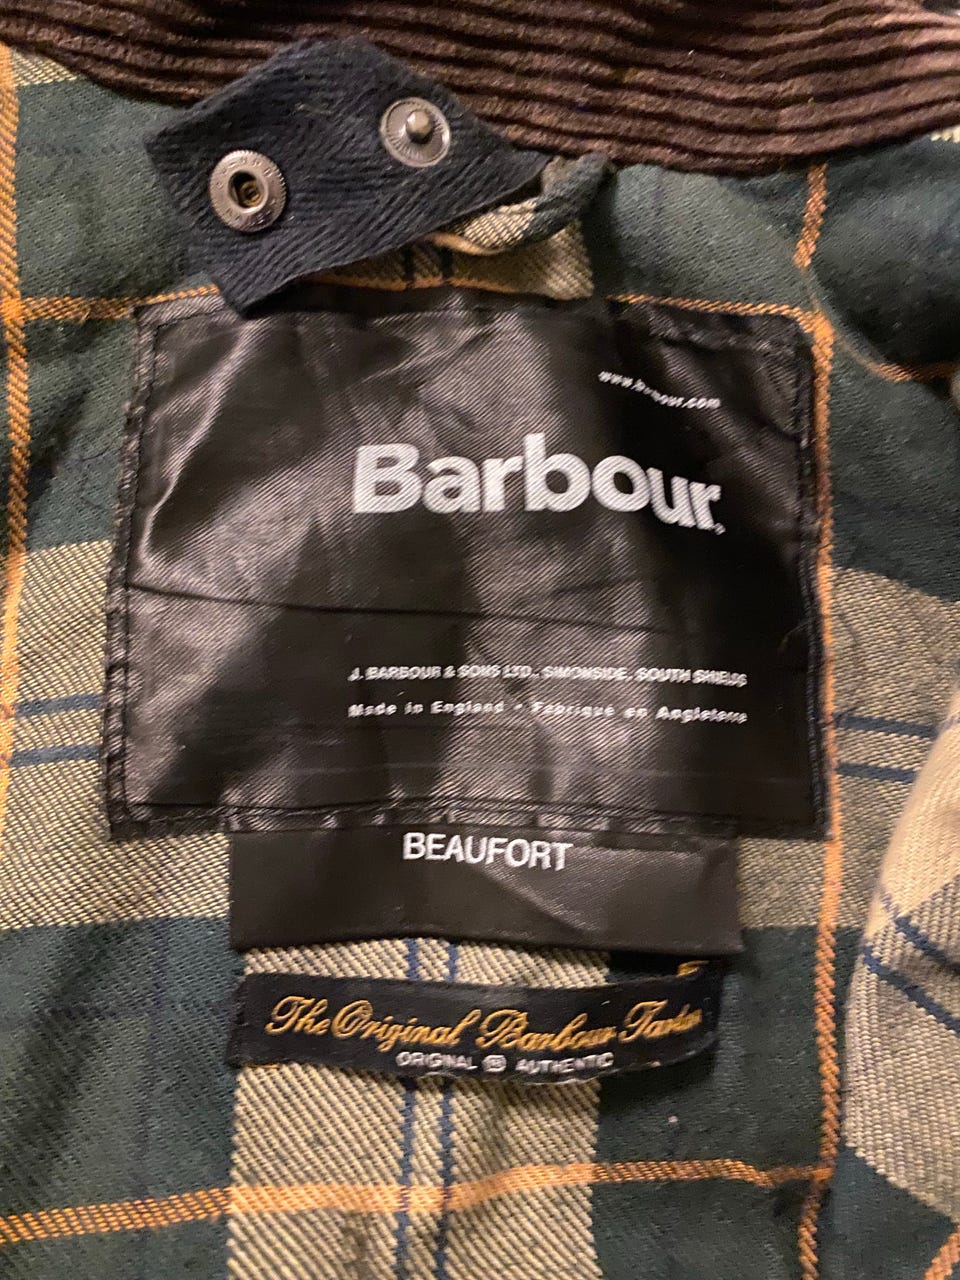 www.barbour.com
Barbour
J. BARBOUR & SONS LTD., SIMONSIDE, SOUTH SHIELDS
Made in England • Fabrique en Angleterre
BEAUFORT
The Original Barbour Tartan
ORIGINAL AUTHENTIC